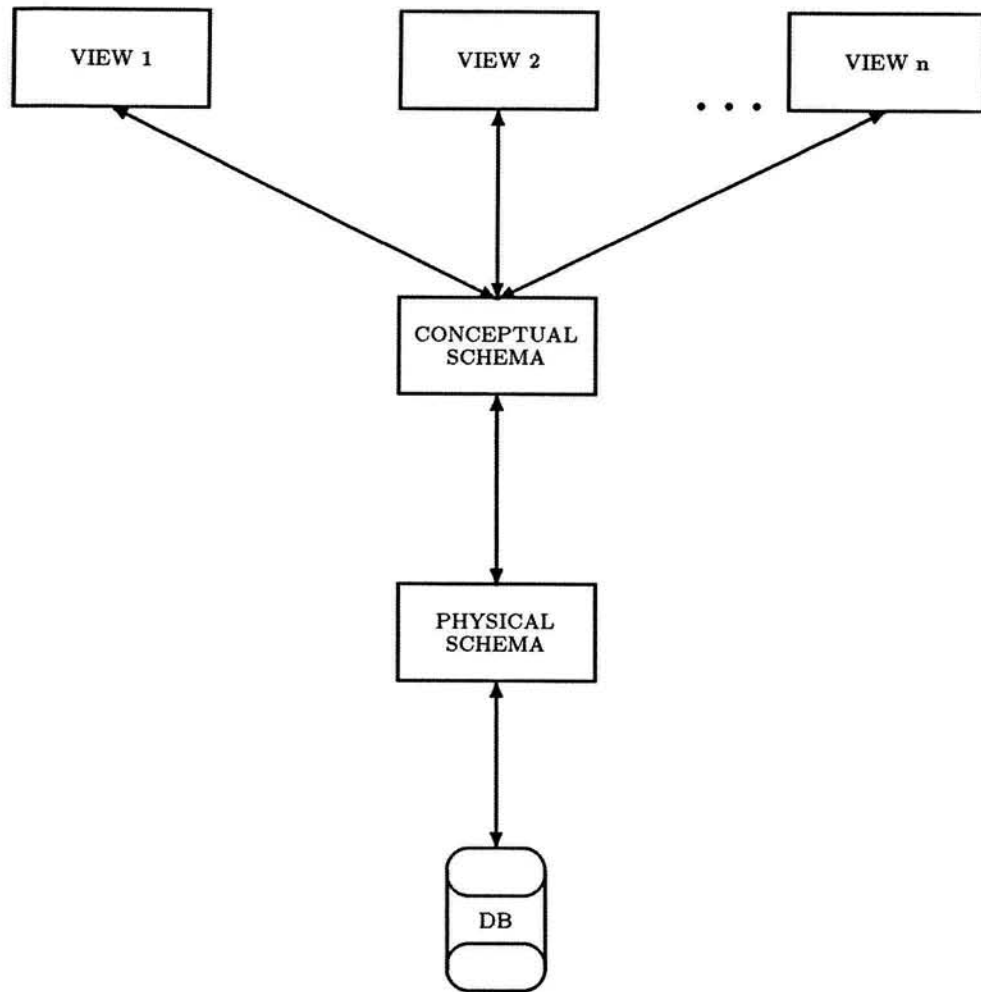 VIEW 1
VIEW 2
• • •
VIEW n
CONCEPTUAL
SCHEMA
PHYSICAL
SCHEMA
DB